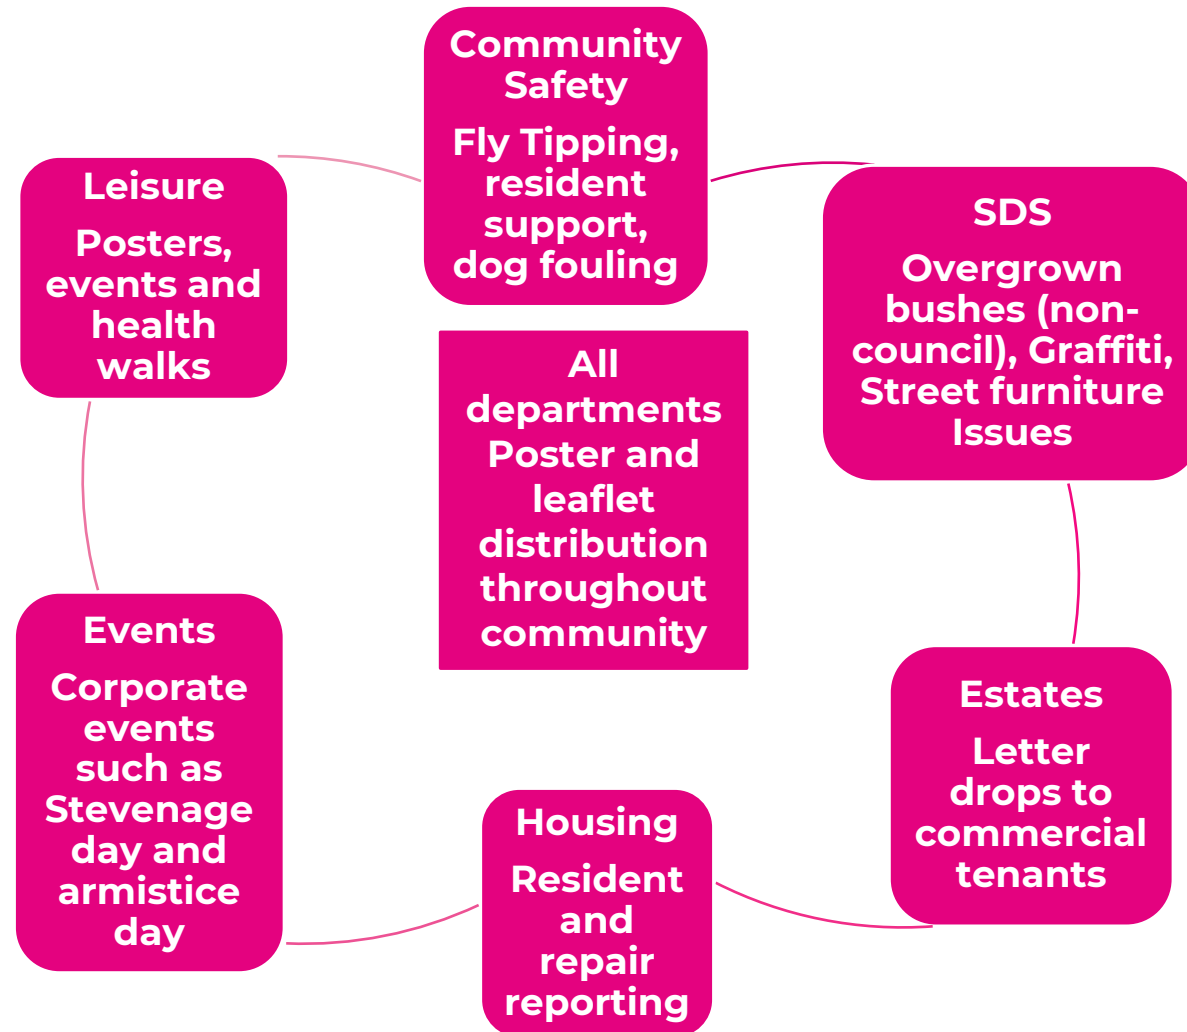 Community
Safety
Fly Tipping,
resident
support,
dog fouling
SDS
Overgrown
bushes (non-
council), Graffiti,
Street furniture
Issues
Estates
Letter
drops to
commercial
tenants
Housing
Resident
and
repair
reporting
Events
Corporate
events
such as
Stevenage
day and
armistice
day
Leisure
Posters,
events and
health
walks
All
departments
Poster and
leaflet
distribution
throughout
community